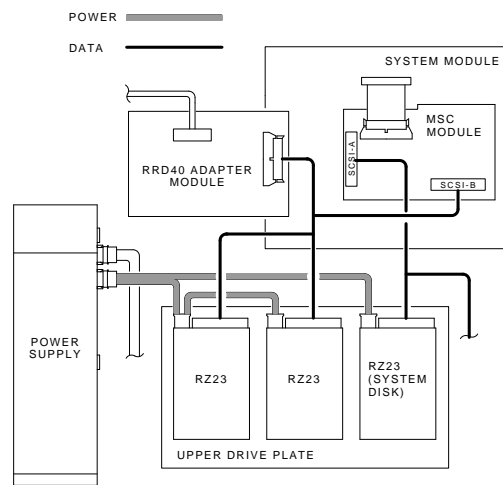 POWER
DATA
SYSTEM MODULE
MSC
MODULE
SCSI-A
SCSI-B
RRD40 ADAPTER
MODULE
POWER
SUPPLY
RZ23
RZ23
RZ23
(SYSTEM
DISK)
UPPER DRIVE PLATE